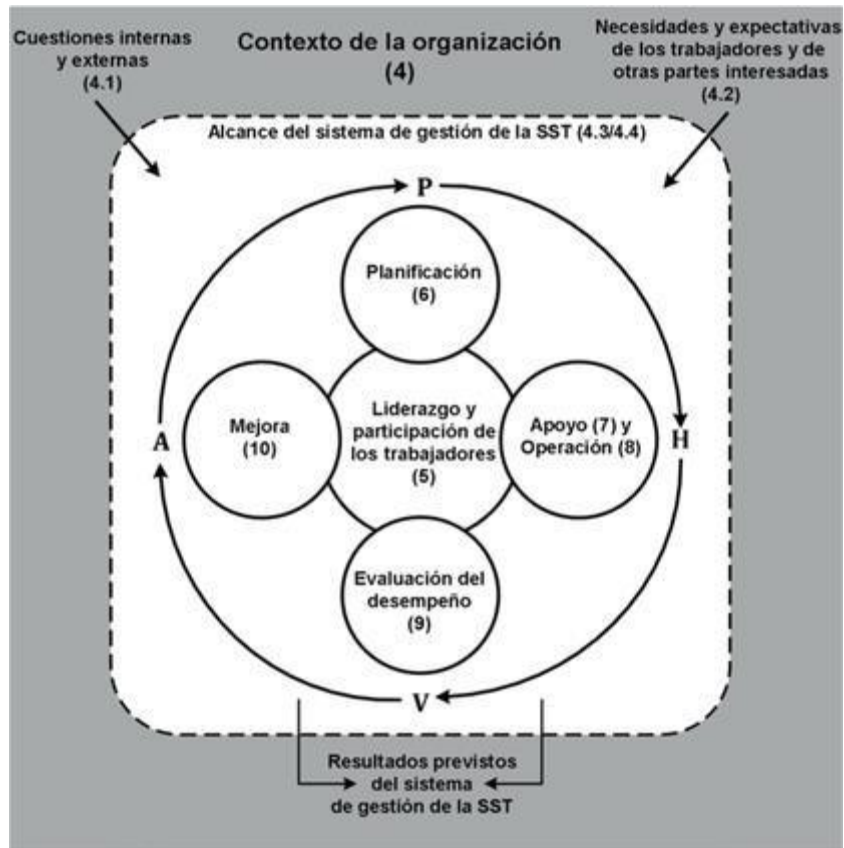 Cuestiones internas
y externas
(4.1)
Contexto de la organización
(4)
Necesidades y expectativas
de los trabajadores y de
otras partes interesadas
(4.2)
Alcance del sistema de gestión de la SST (4.3/4.4)
P
Planificación
(6)
A
Mejora
(10)
Liderazgo y
participación de
los trabajadores
(5)
Apoyo (7) y
Operación (8)
H
Evaluación del
desempeño
(9)
V
Resultados previstos
del sistema
de gestión de la SST